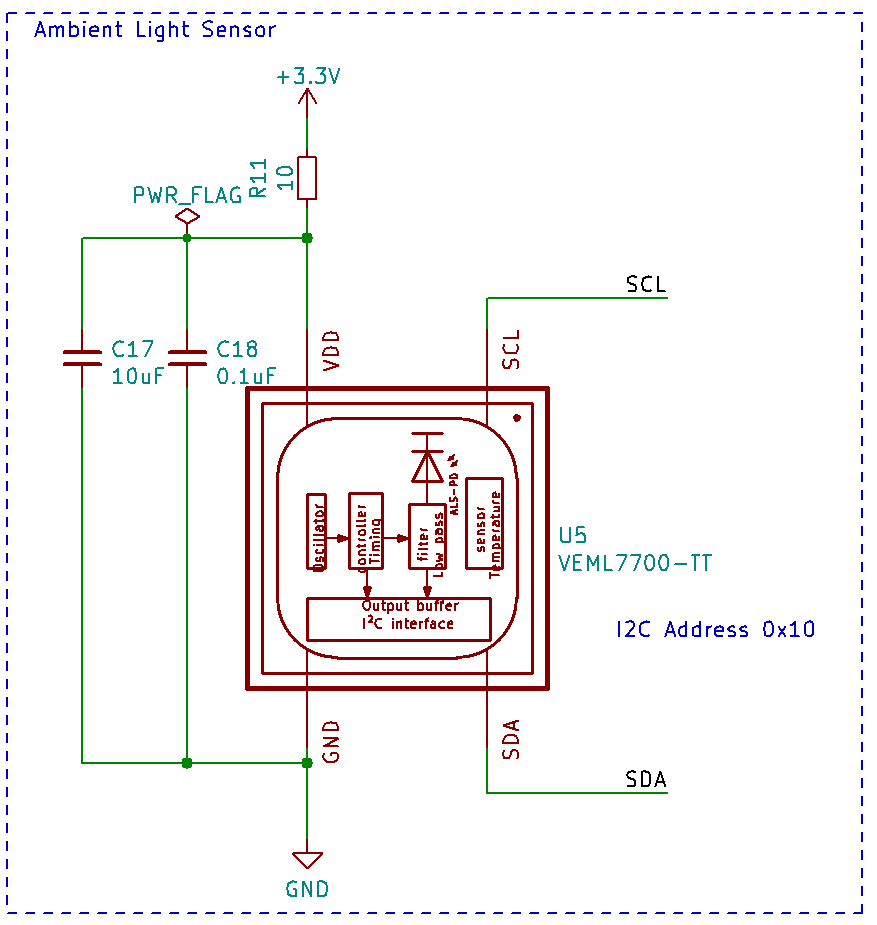 Ambient Light Sensor
+3.3V
R11
10
PWR_FLAG
SCL
C17
10uF
C18
0.1uF
VDD
SCL
ALS-PD
Oscillator
Controller
Timing
filter
Low pass
sensor
Temperature
U5
VEML7700-TT
Output buffer
I²C interface
I2C Address 0x10
GND
SDA
SDA
GND